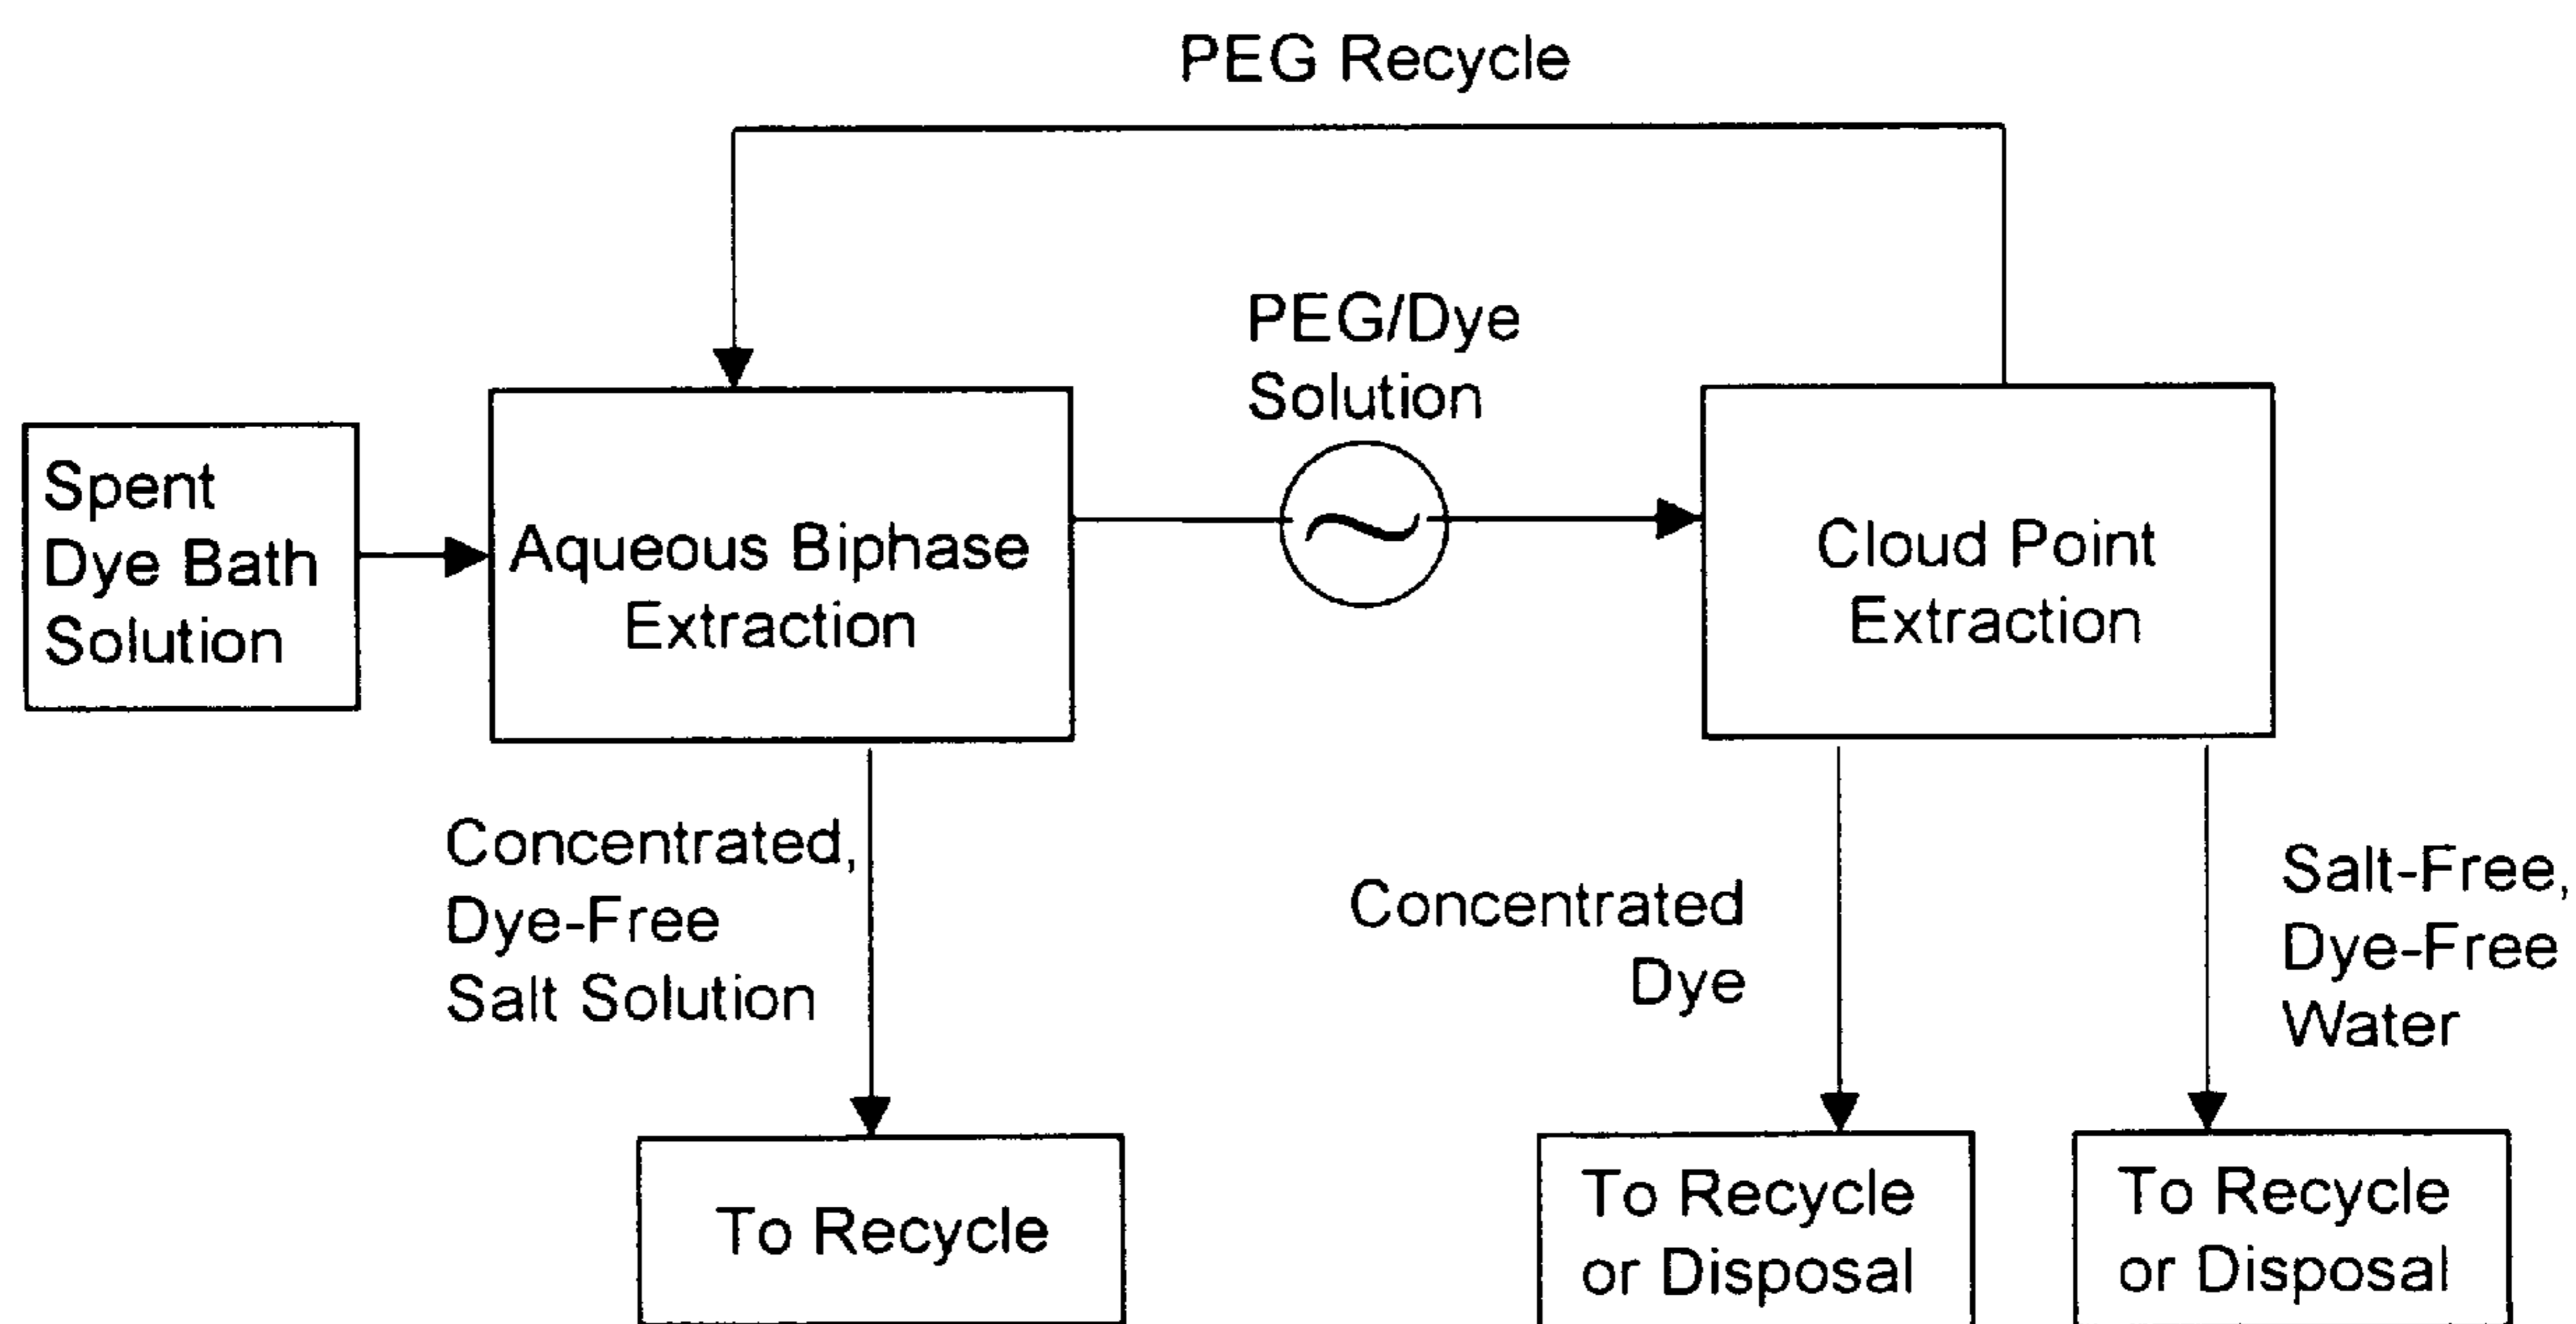 PEG Recycle
PEG/Dye
Solution
Spent
Dye Bath
Solution
Aqueous Biphase
Extraction
Cloud Point
Extraction
Concentrated,
Dye-Free
Salt Solution
Concentrated
Dye
Salt-Free,
Dye-Free
Water
To Recycle
To Recycle
or Disposal
To Recycle
or Disposal